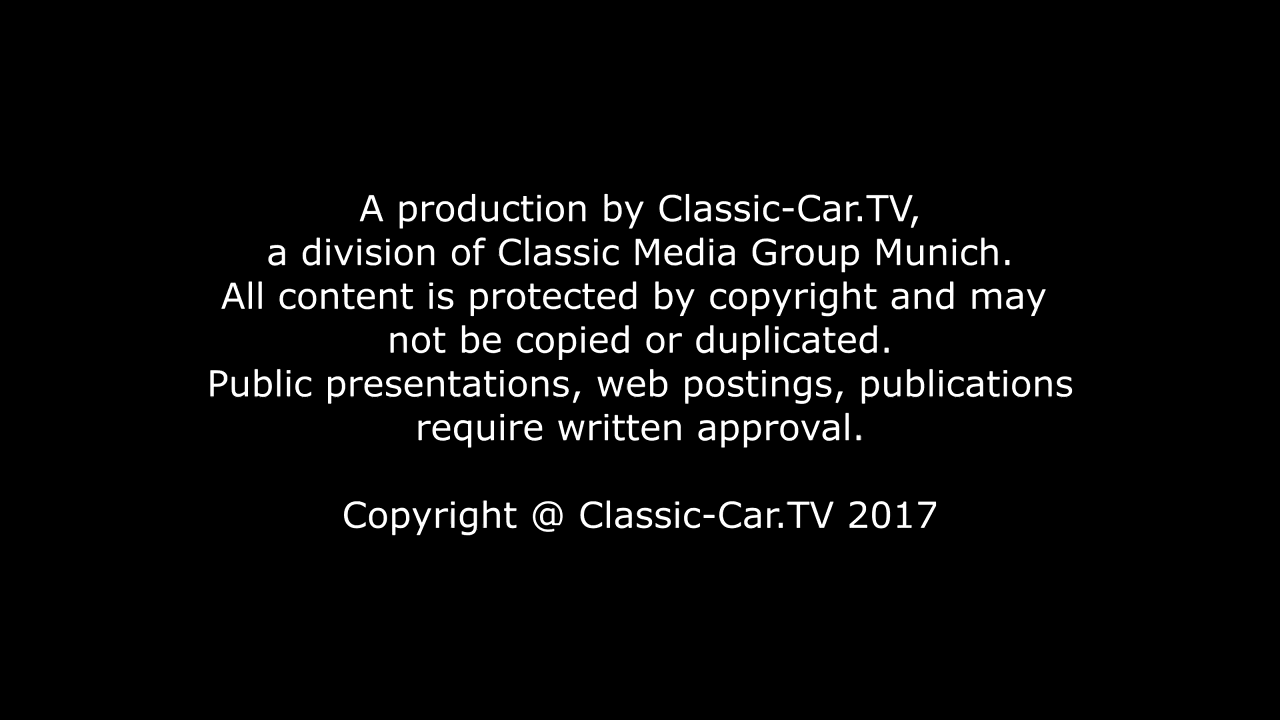 A production by Classic-Car.TV,
a division of Classic Media Group Munich.
All content is protected by copyright and may
not be copied or duplicated.
Public presentations, web postings, publications
require written approval.
Copyright @ Classic-Car.TV 2017